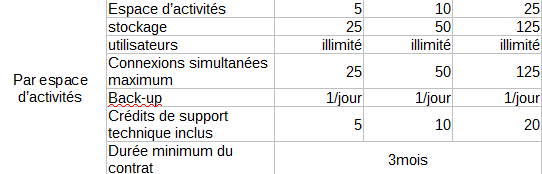 Espace d'activités 5 10 25
stockage 25 50 125
utilisateurs illimité illimité illimité
Connexions simultanées
maximum 25 50 125
Par espace
d'activités
Back-up 1/jour 1/jour 1/jour
Crédits de support
technique inclus 5 10 20
Durée minimum du
contrat
3mois